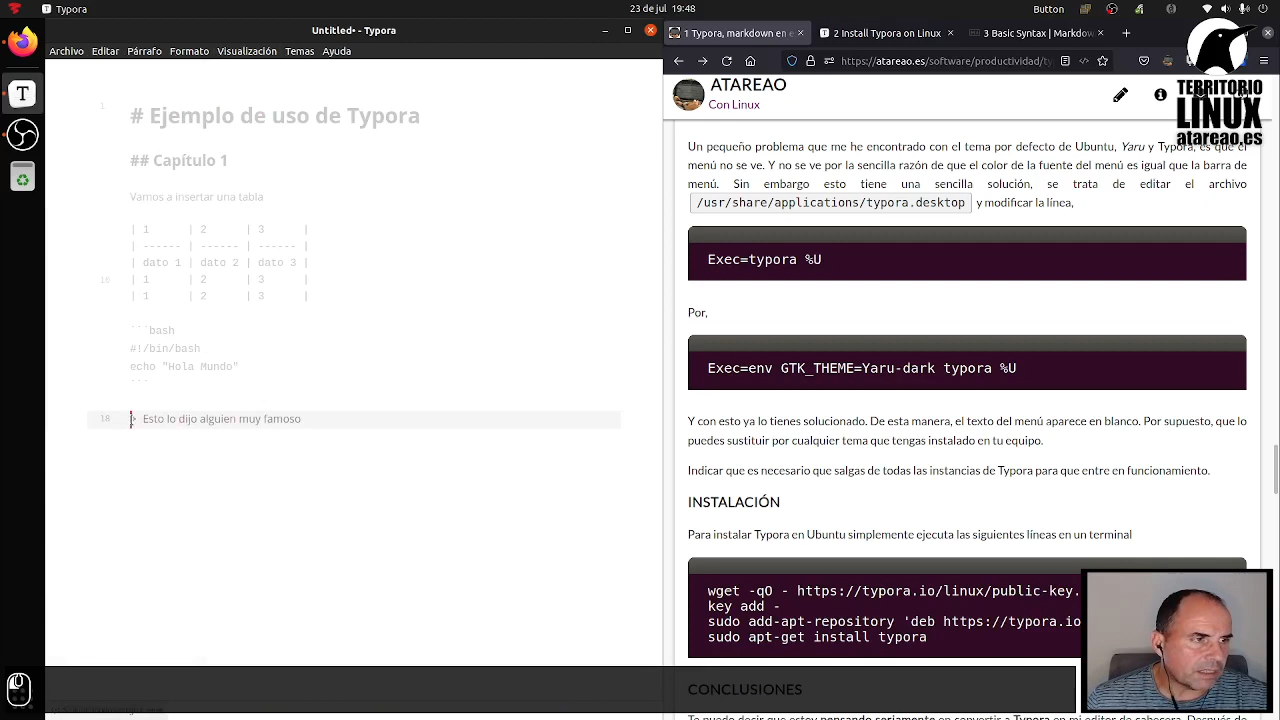 Typora
23 de jul 19:48
Untitled• - Typora
Archivo Editar Párrafo Formato Visualización Temas Ayuda
1
# Ejemplo de uso de Typora
## Capítulo 1
Vamos a insertar una tabla
| 1 | 2 | 3 |
| ------ | ------ | ------ |
| dato 1 | dato 2 | dato 3 |
10
| 1 | 2 | 3 |
| 1 | 2 | 3 |
```bash
#!/bin/bash
echo "Hola Mundo"
```
18
> Esto lo dijo alguien muy famoso
2 Install Typora on Linux
3 Basic Syntax | Markdow
https://atareao.es/software/productividad/ty
ATAREAO
Con Linux
TERRITORIO
LINUX
atareao.es
Un pequeño problema que me he encontrado con el tema por defecto de Ubuntu, Yaru y Typora, es que el
menú no se ve. Y no se ve por la sencilla razón de que el color de la fuente del menú es igual que la barra de
menú. Sin embargo esto tiene una sencilla solución, se trata de editar el archivo
/usr/share/applications/typora.desktop y modificar la línea,
Exec=typora %U
Por,
Exec=env GTK_THEME=Yaru-dark typora %U
Y con esto ya lo tienes solucionado. De esta manera, el texto del menú aparece en blanco. Por supuesto, que lo
puedes sustituir por cualquier tema que tengas instalado en tu equipo.
Indicar que es necesario que salgas de todas las instancias de Typora para que entre en funcionamiento.
INSTALACIÓN
Para instalar Typora en Ubuntu simplemente ejecuta las siguientes líneas en un terminal
wget -qO - https://typora.io/linux/public-key.
key add -
sudo add-apt-repository 'deb https://typora.io
sudo apt-get install typora
CONCLUSIONES